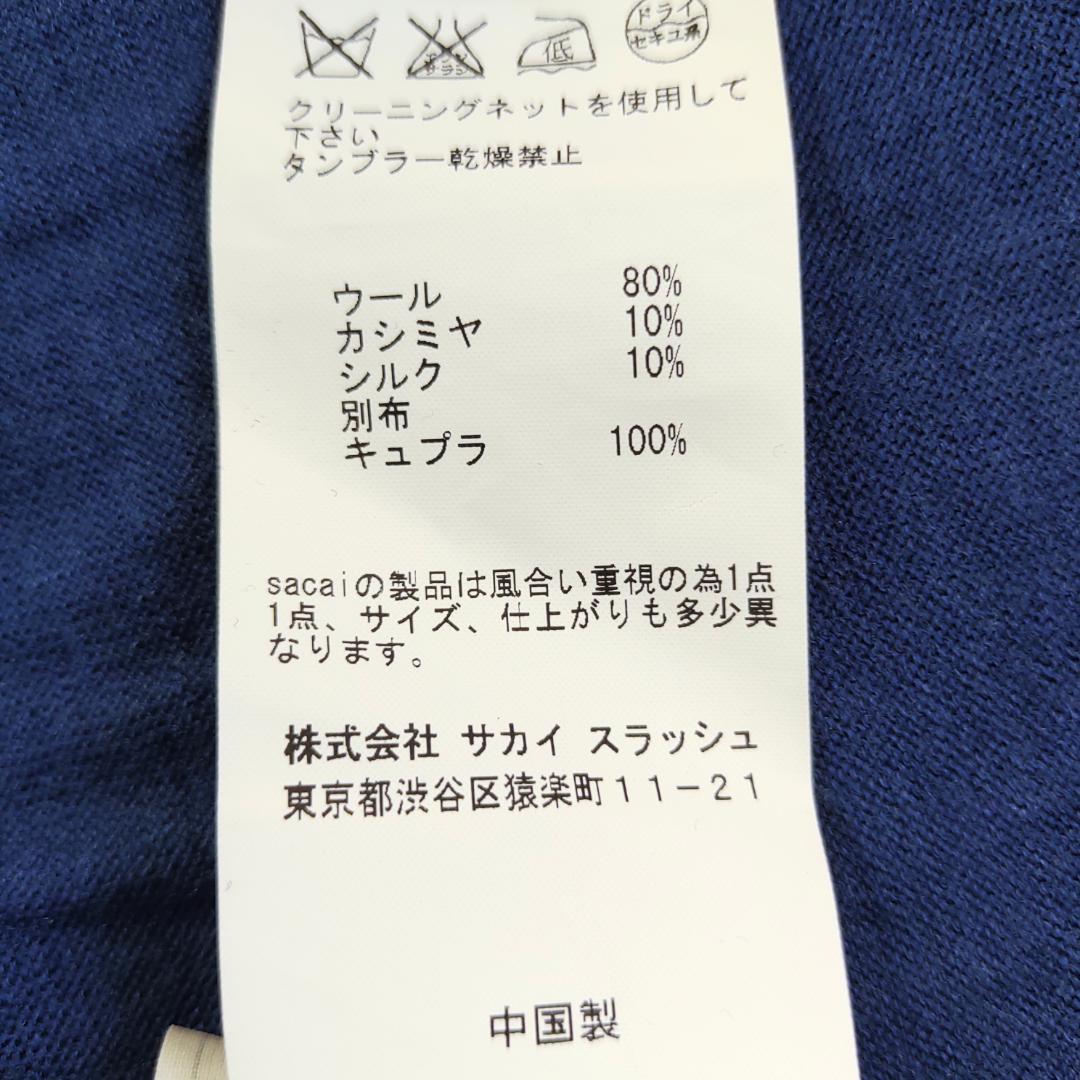 エンソ
サラシ
低
ドライ
セキユ系
クリーニングネットを使用して
下さい
タンブラー乾燥禁止
ウール 80%
カシミヤ 10%
シルク 10%
別布
キュプラ 100%
sacaiの製品は風合い重視の為1点
1点、サイズ、仕上がりも多少異
なります。
株式会社 サカイ スラッシュ
東京都渋谷区猿楽町11-21
中国製